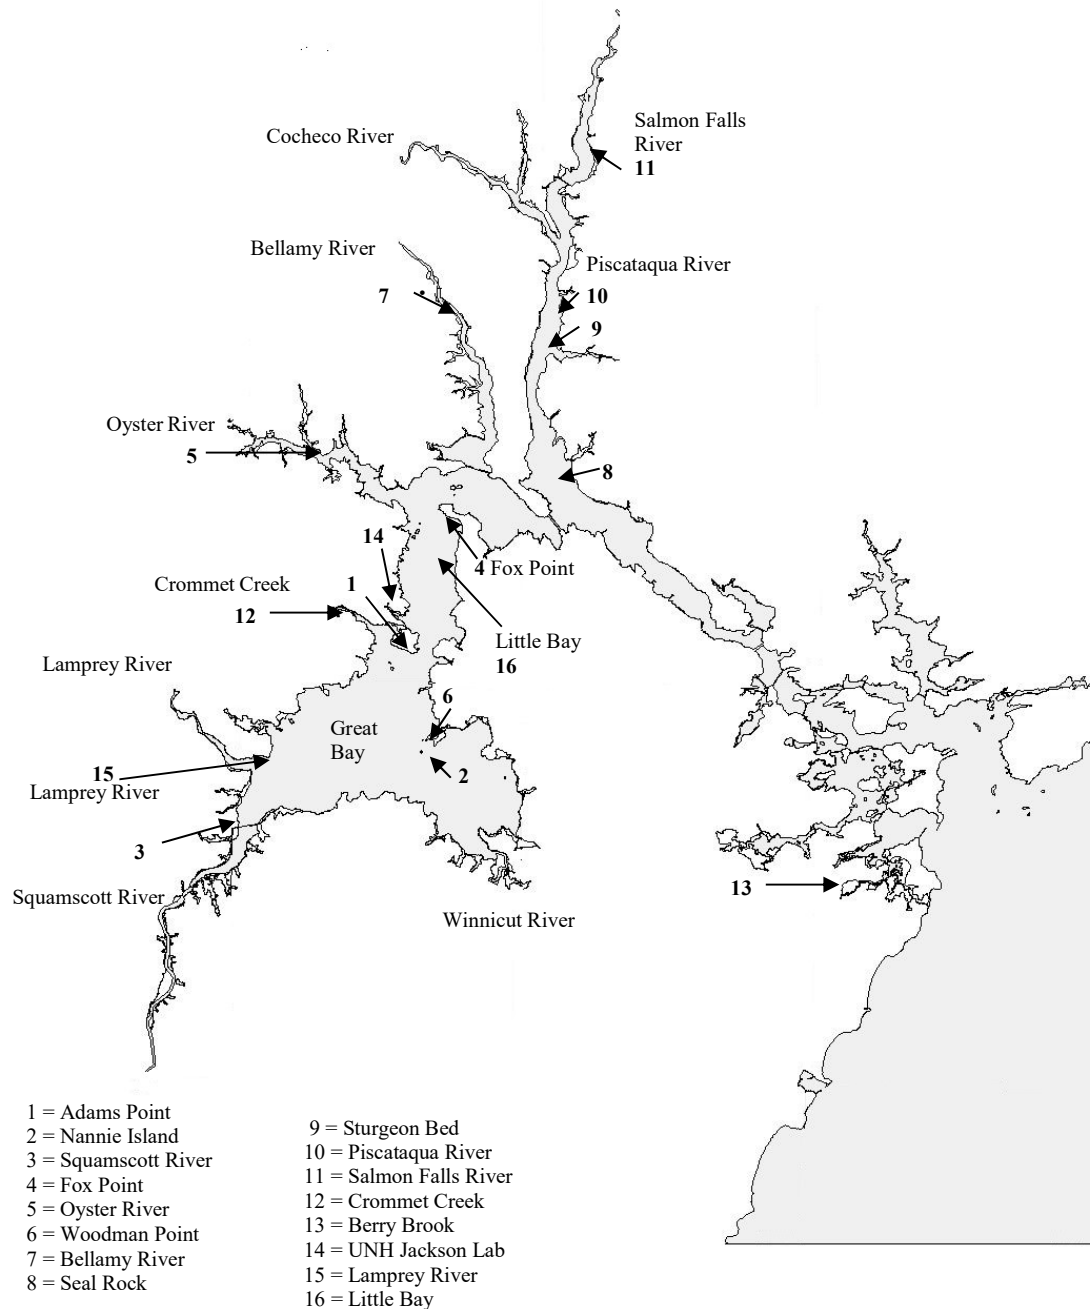 Cocheco River
Salmon Falls
River
11
Bellamy River
Piscataqua River
7
10
9
Oyster River
5
8
14
4 Fox Point
1
Crommet Creek
12
Little Bay
16
Lamprey River
6
Great
Bay
15
2
Lamprey River
3
13
Squamscott River
Winnicut River
1 = Adams Point
2 = Nannie Island
3 = Squamscott River
4 = Fox Point
5 = Oyster River
6 = Woodman Point
7 = Bellamy River
8 = Seal Rock
9 = Sturgeon Bed
10 = Piscataqua River
11 = Salmon Falls River
12 = Crommet Creek
13 = Berry Brook
14 = UNH Jackson Lab
15 = Lamprey River
16 = Little Bay